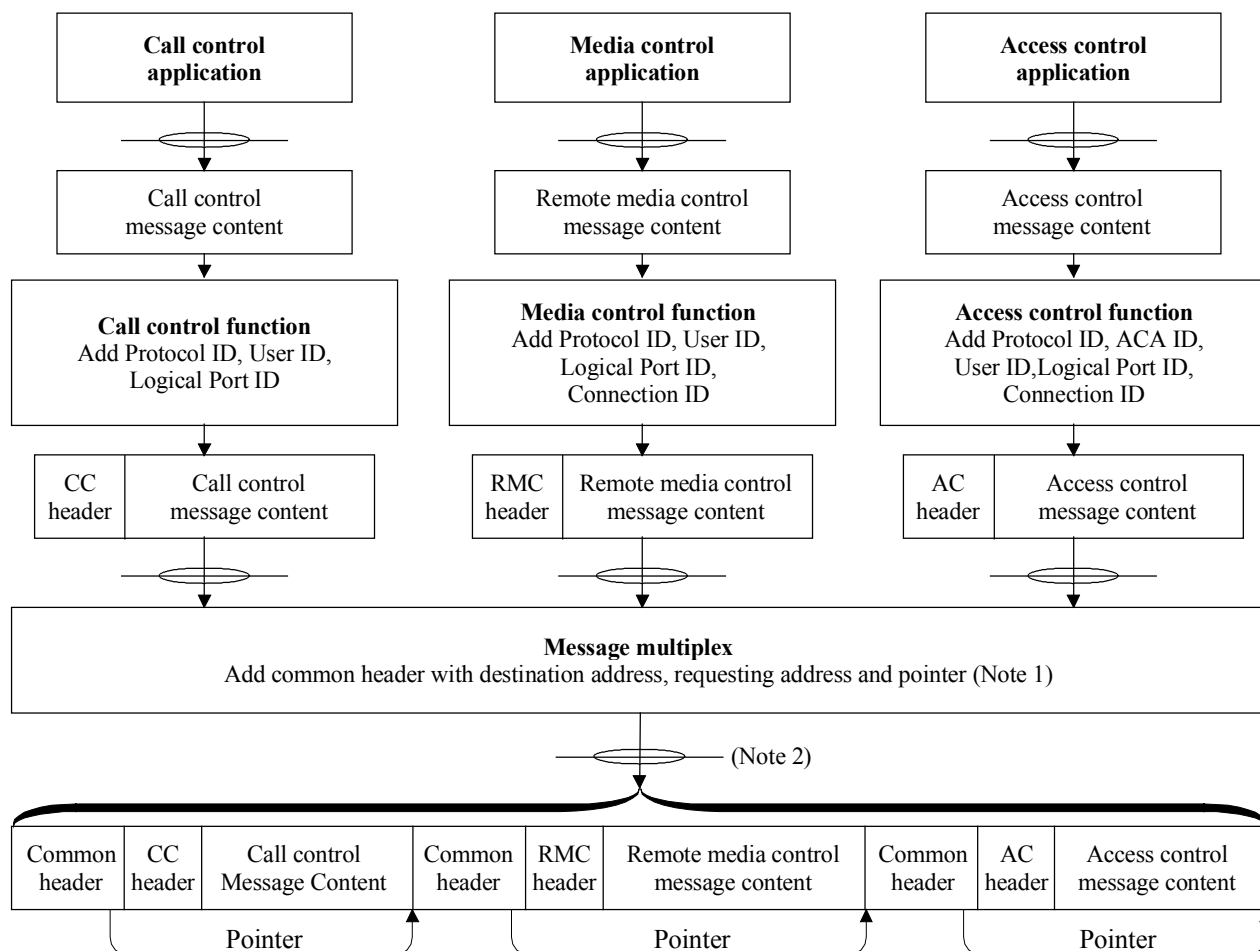 Call control
application
Media control
application
Access control
application
Call control
message content
Remote media control
message content
Access control
message content
Call control function
Add Protocol ID, User ID,
Logical Port ID
Media control function
Add Protocol ID, User ID,
Logical Port ID,
Connection ID
Access control function
Add Protocol ID, ACA ID,
User ID,Logical Port ID,
Connection ID
CC
header
Call control
message content
RMC
header
Remote media control
message content
AC
header
Access control
message content
Message multiplex
Add common header with destination address, requesting address and pointer (Note 1)
(Note 2)
Common
header
CC
header
Call control
Message Content
Common
header
RMC
header
Remote media control
message content
Common
header
AC
header
Access control
message content
Pointer
Pointer
Pointer